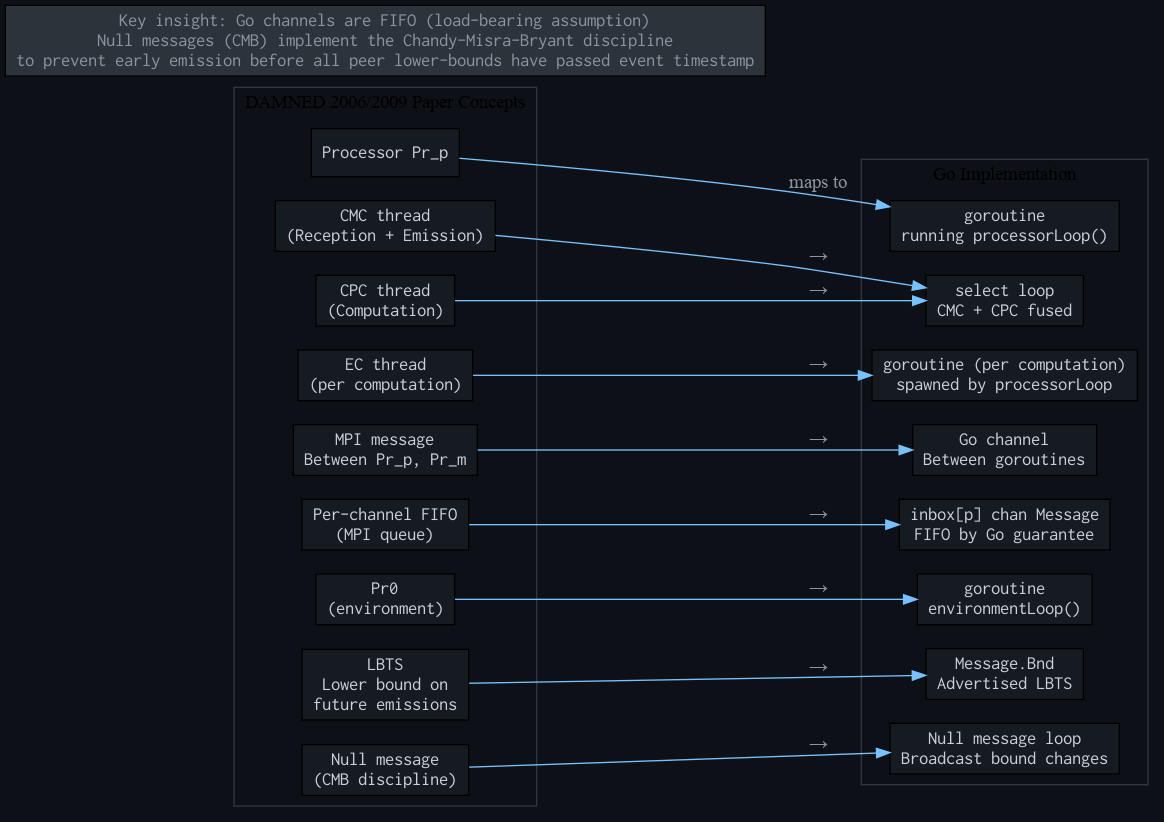 Key insight: Go channels are FIFO (load-bearing assumption)
Null messages (CMB) implement the Chandy-Misra-Bryant discipline
to prevent early emission before all peer lower-bounds have passed event timestamp
DAMNED 2006/2009 Paper Concepts
Processor Pr_p
CMC thread
(Reception + Emission)
CPC thread
(Computation)
EC thread
(per computation)
MPI message
Between Pr_p, Pr_m
Per-channel FIFO
(MPI queue)
Pr0
(environment)
LBTS
Lower bound on
future emissions
Null message
(CMB discipline)
maps to
→
→
→
→
→
→
→
→
Go Implementation
goroutine
running processorLoop()
select loop
CMC + CPC fused
goroutine (per computation)
spawned by processorLoop
Go channel
Between goroutines
inbox[p] chan Message
FIFO by Go guarantee
goroutine
environmentLoop()
Message.Bnd
Advertised LBTS
Null message loop
Broadcast bound changes